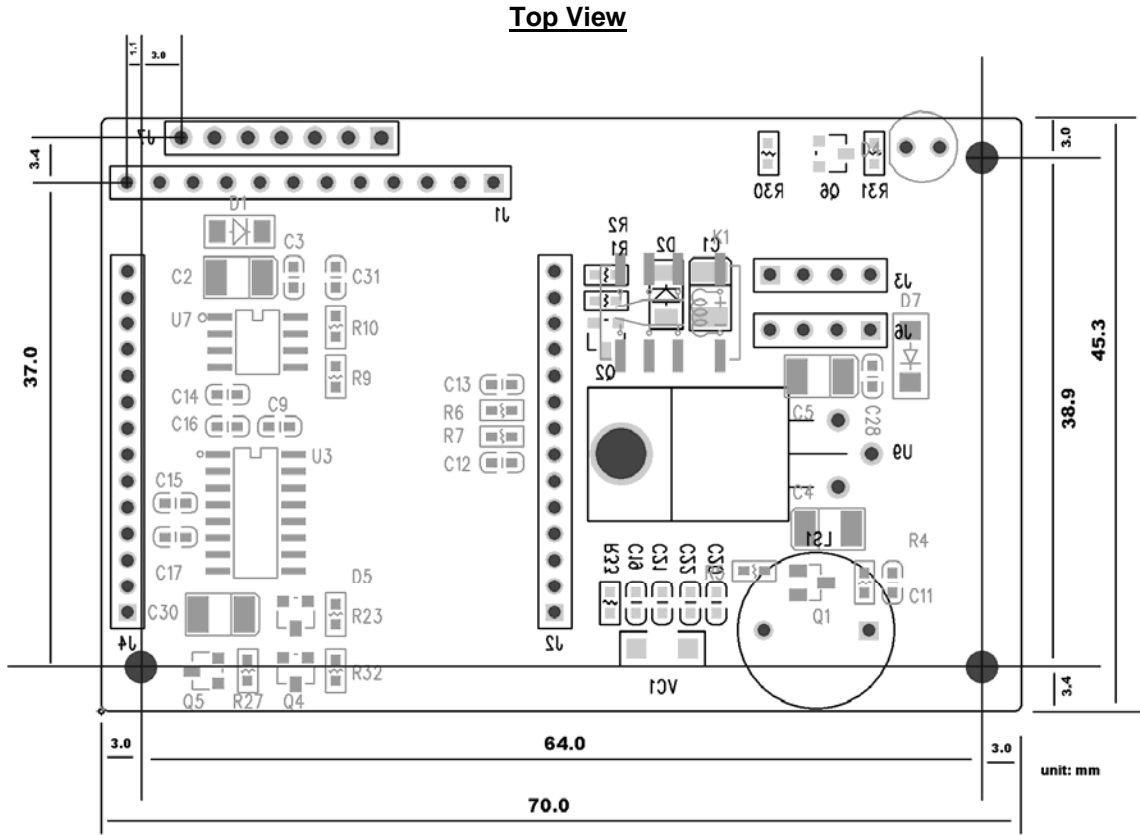 Top View
1.1
3.0
3.4
J7
J1
D1
C2
C3
C31
U7
R10
R9
C14
C16
C9
U3
C15
C17
C30
D5
R23
R32
Q5
R27
Q4
J4
C13
R6
R7
C12
J2
R2
R1
D2
C1
K1
Q2
R30
Q6
R31
D4
J3
J6
D7
C5
C28
U9
C4
LS1
R4
R33
C19
C21
C22
C20
Q1
C11
VC1
37.0
3.0
45.3
38.9
3.4
3.0
64.0
3.0
unit: mm
70.0